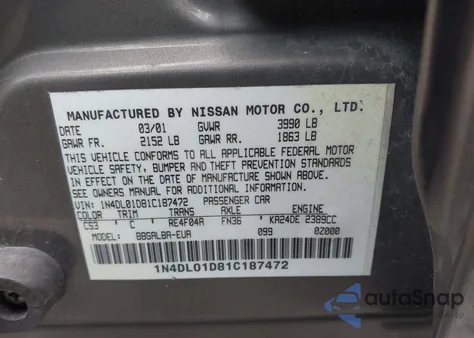 MANUFACTURED BY NISSAN MOTOR CO., LTD.
DATE 03/01 GVWR 3990 LB
GAWR FR. 2152 LB GAWR RR. 1863 LB
THIS VEHICLE CONFORMS TO ALL APPLICABLE FEDERAL MOTOR
VEHICLE SAFETY, BUMPER AND THEFT PREVENTION STANDARDS
IN EFFECT ON THE DATE OF MANUFACTURE SHOWN ABOVE.
SEE OWNERS MANUAL FOR ADDITIONAL INFORMATION
VIN: 1N4DL01D81C187472 PASSENGER CAR
COLOR TRIM TRANS AXLE ENGINE
C53 C RE4F04A FN36 KA24DE 2389CC
MODEL: BBGALBA-EUA 099 0Z000
1N4DL01D81C187472
autoSnap